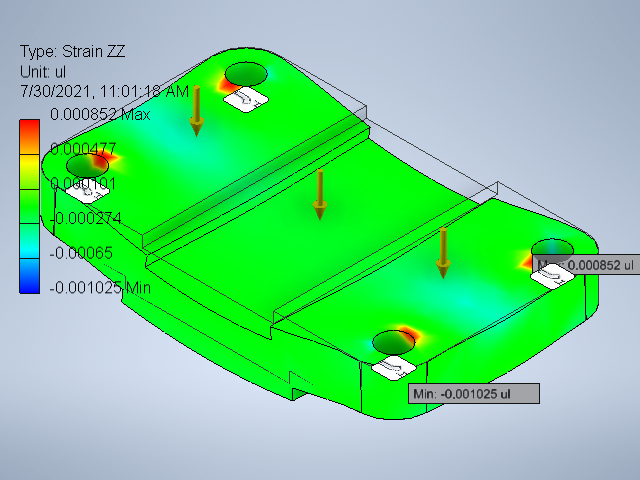 Type: Strain ZZ
Unit: ul
7/30/2021, 11:01:18 AM
0.000852 Max
0.000477
0.000101
-0.000274
-0.00065
-0.001025 Min
0.000852 ul
Min: -0.001025 ul